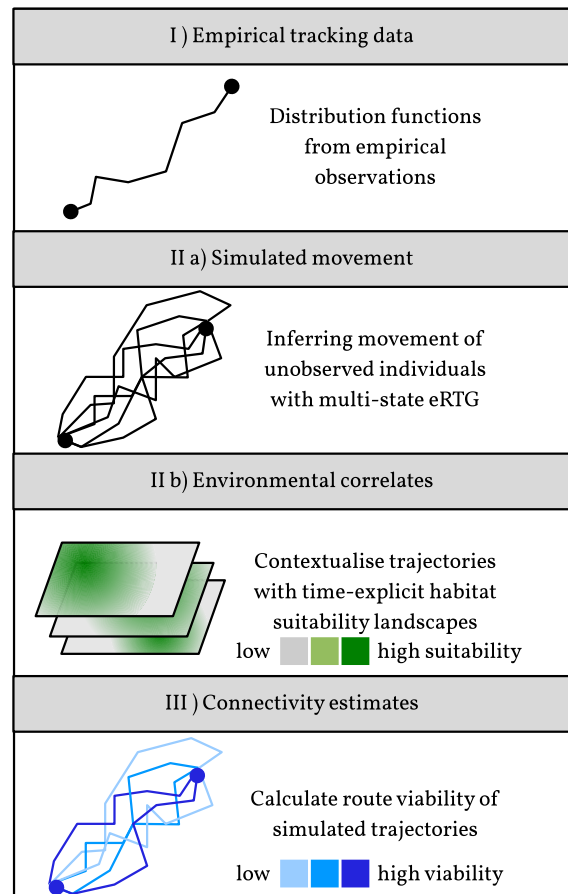 I ) Empirical tracking data
Distribution functions
from empirical
observations
II a) Simulated movement
Inferring movement of
unobserved individuals
with multi-state eRTG
II b) Environmental correlates
Contextualise trajectories
with time-explicit habitat
suitability landscapes
low high suitability
III ) Connectivity estimates
Calculate route viability of
simulated trajectories
low high viability